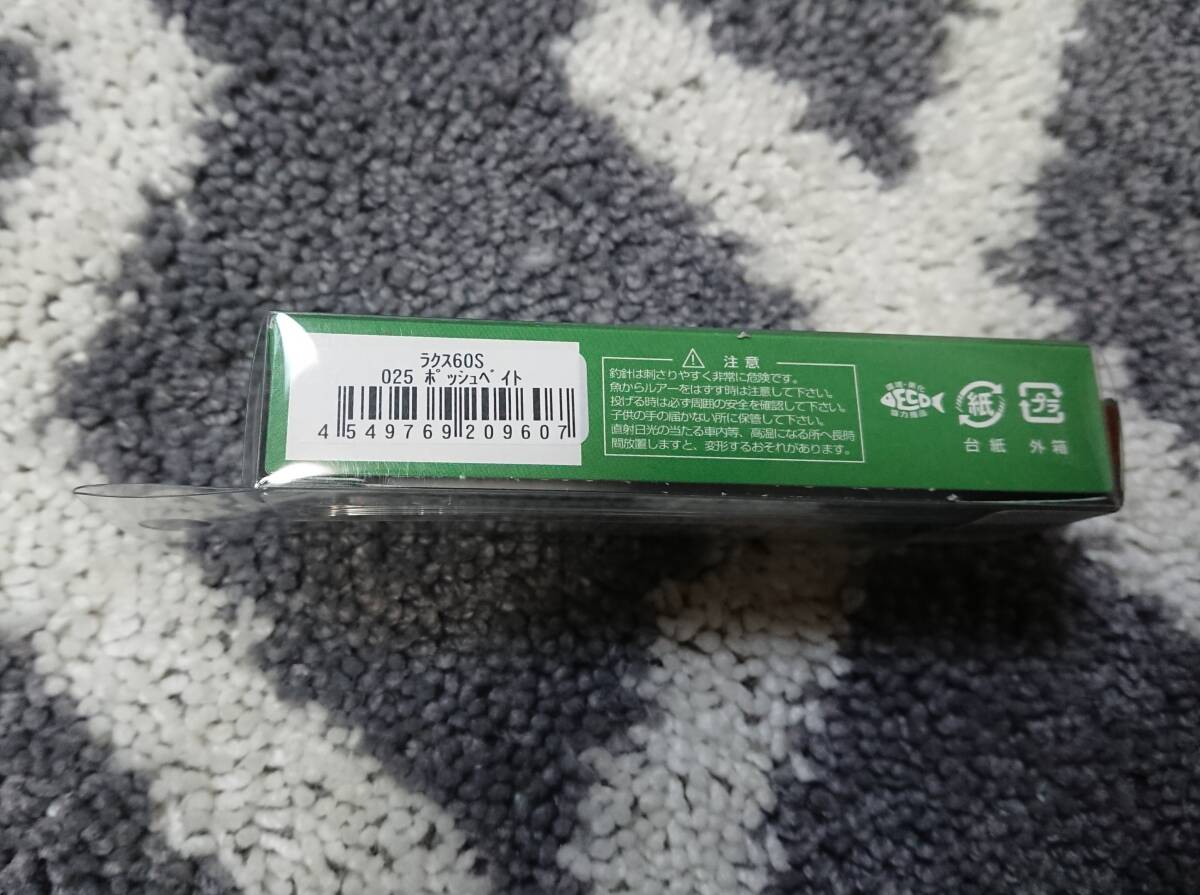 ラクス60S
025 ポッシュベイト
4 549769 209607
⚠ 注意
釣針は刺さりやすく非常に危険です。
魚からルアーをはずす時は注意して下さい。
投げる時は必ず周囲の安全を確認して下さい。
子供の手の届かない所に保管して下さい。
直射日光の当たる車内等、高温になる所へ長時
間放置しますと、変形するおそれがあります。
ECO
紙
台紙
プラ
外箱